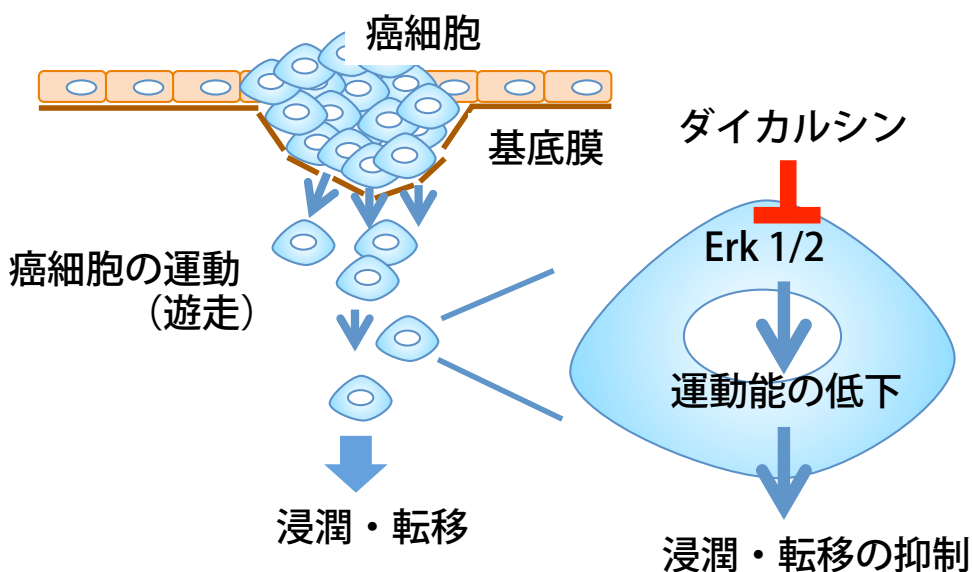 癌細胞
基底膜
癌細胞の運動
（遊走）
浸潤・転移
ダイカルシン
Erk 1/2
運動能の低下
浸潤・転移の抑制